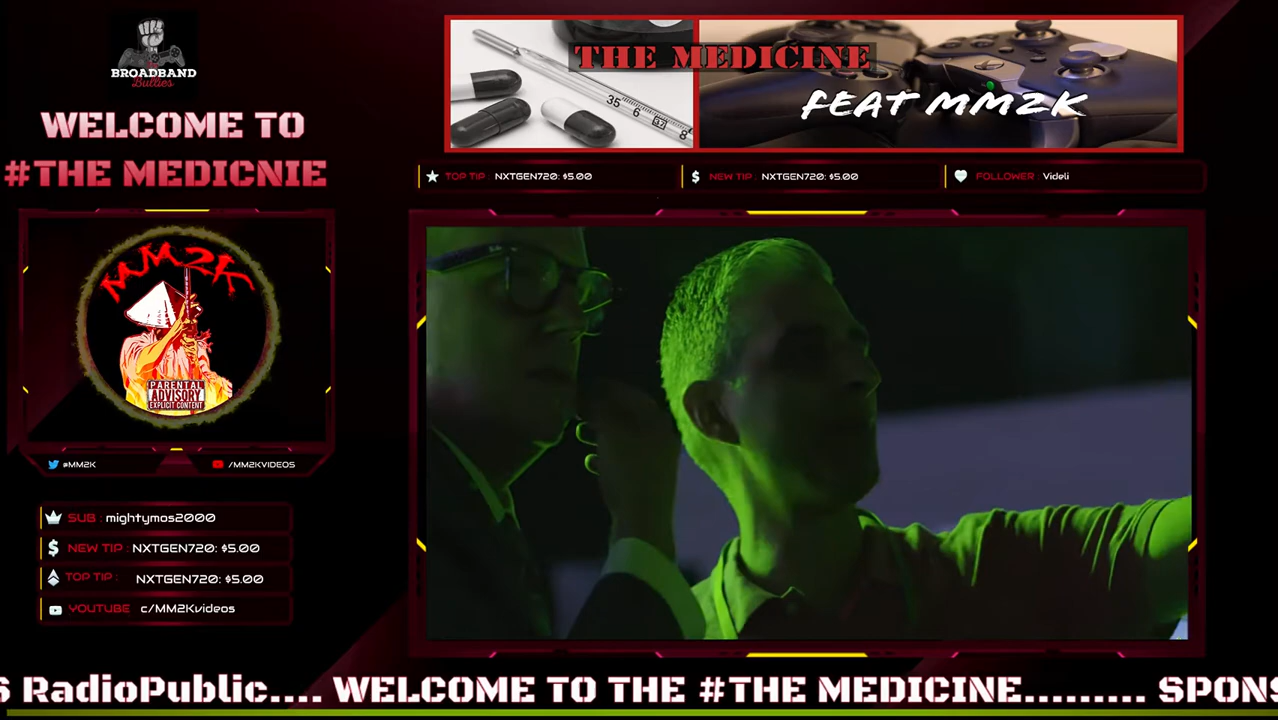 BROADBAND
Bullies
WELCOME TO
#THE MEDICNIE
THE MEDICINE
FEAT MM2K
35 6 37 8
TOP TIP : NXTGEN720: $5.00
NEW TIP : NXTGEN720: $5.00
FOLLOWER : Videli
MM2K
PARENTAL
ADVISORY
EXPLICIT CONTENT
@MM2K
/MM2KVIDEOS
SUB : mightymos2000
NEW TIP : NXTGEN720: $5.00
TOP TIP : NXTGEN720: $5.00
YOUTUBE c/MM2Kvideos
RadioPublic.... WELCOME TO THE #THE MEDICINE......... SPONS